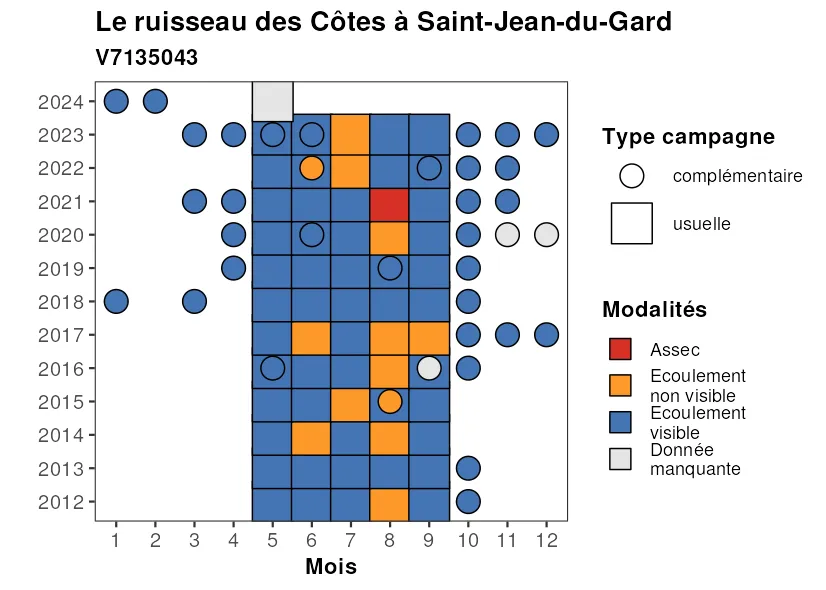 Le ruisseau des Côtes à Saint-Jean-du-Gard
V7135043
2024
2023
2022
2021
2020
2019
2018
2017
2016
2015
2014
2013
2012
1 2 3 4 5 6 7 8 9 10 11 12
Mois
Type campagne
complémentaire
usuelle
Modalités
Assec
Ecoulement
non visible
Ecoulement
visible
Donnée
manquante